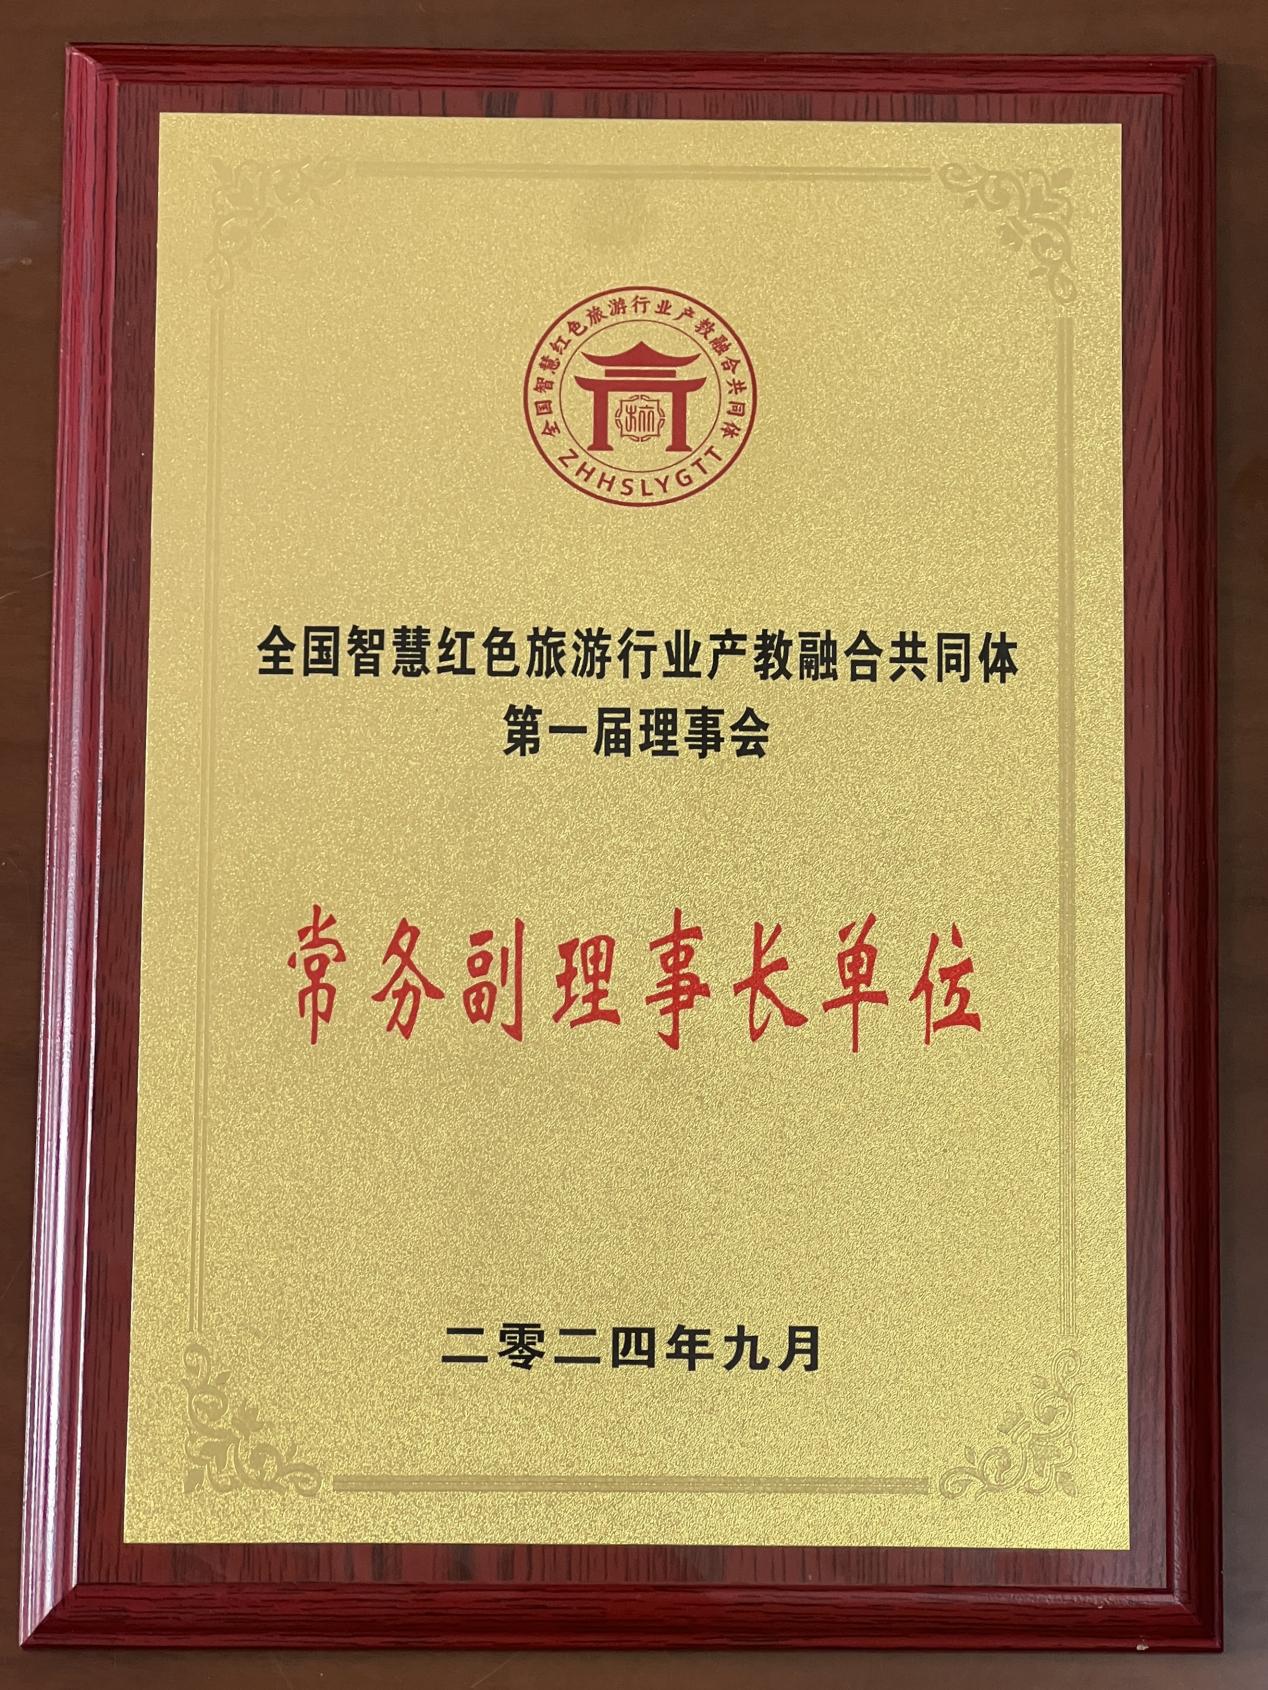 全国智慧红色旅游行业产教融合共同体
ZHHSLYGTT
全国智慧红色旅游行业产教融合共同体
第一届理事会
常务副理事长单位
二零二四年九月